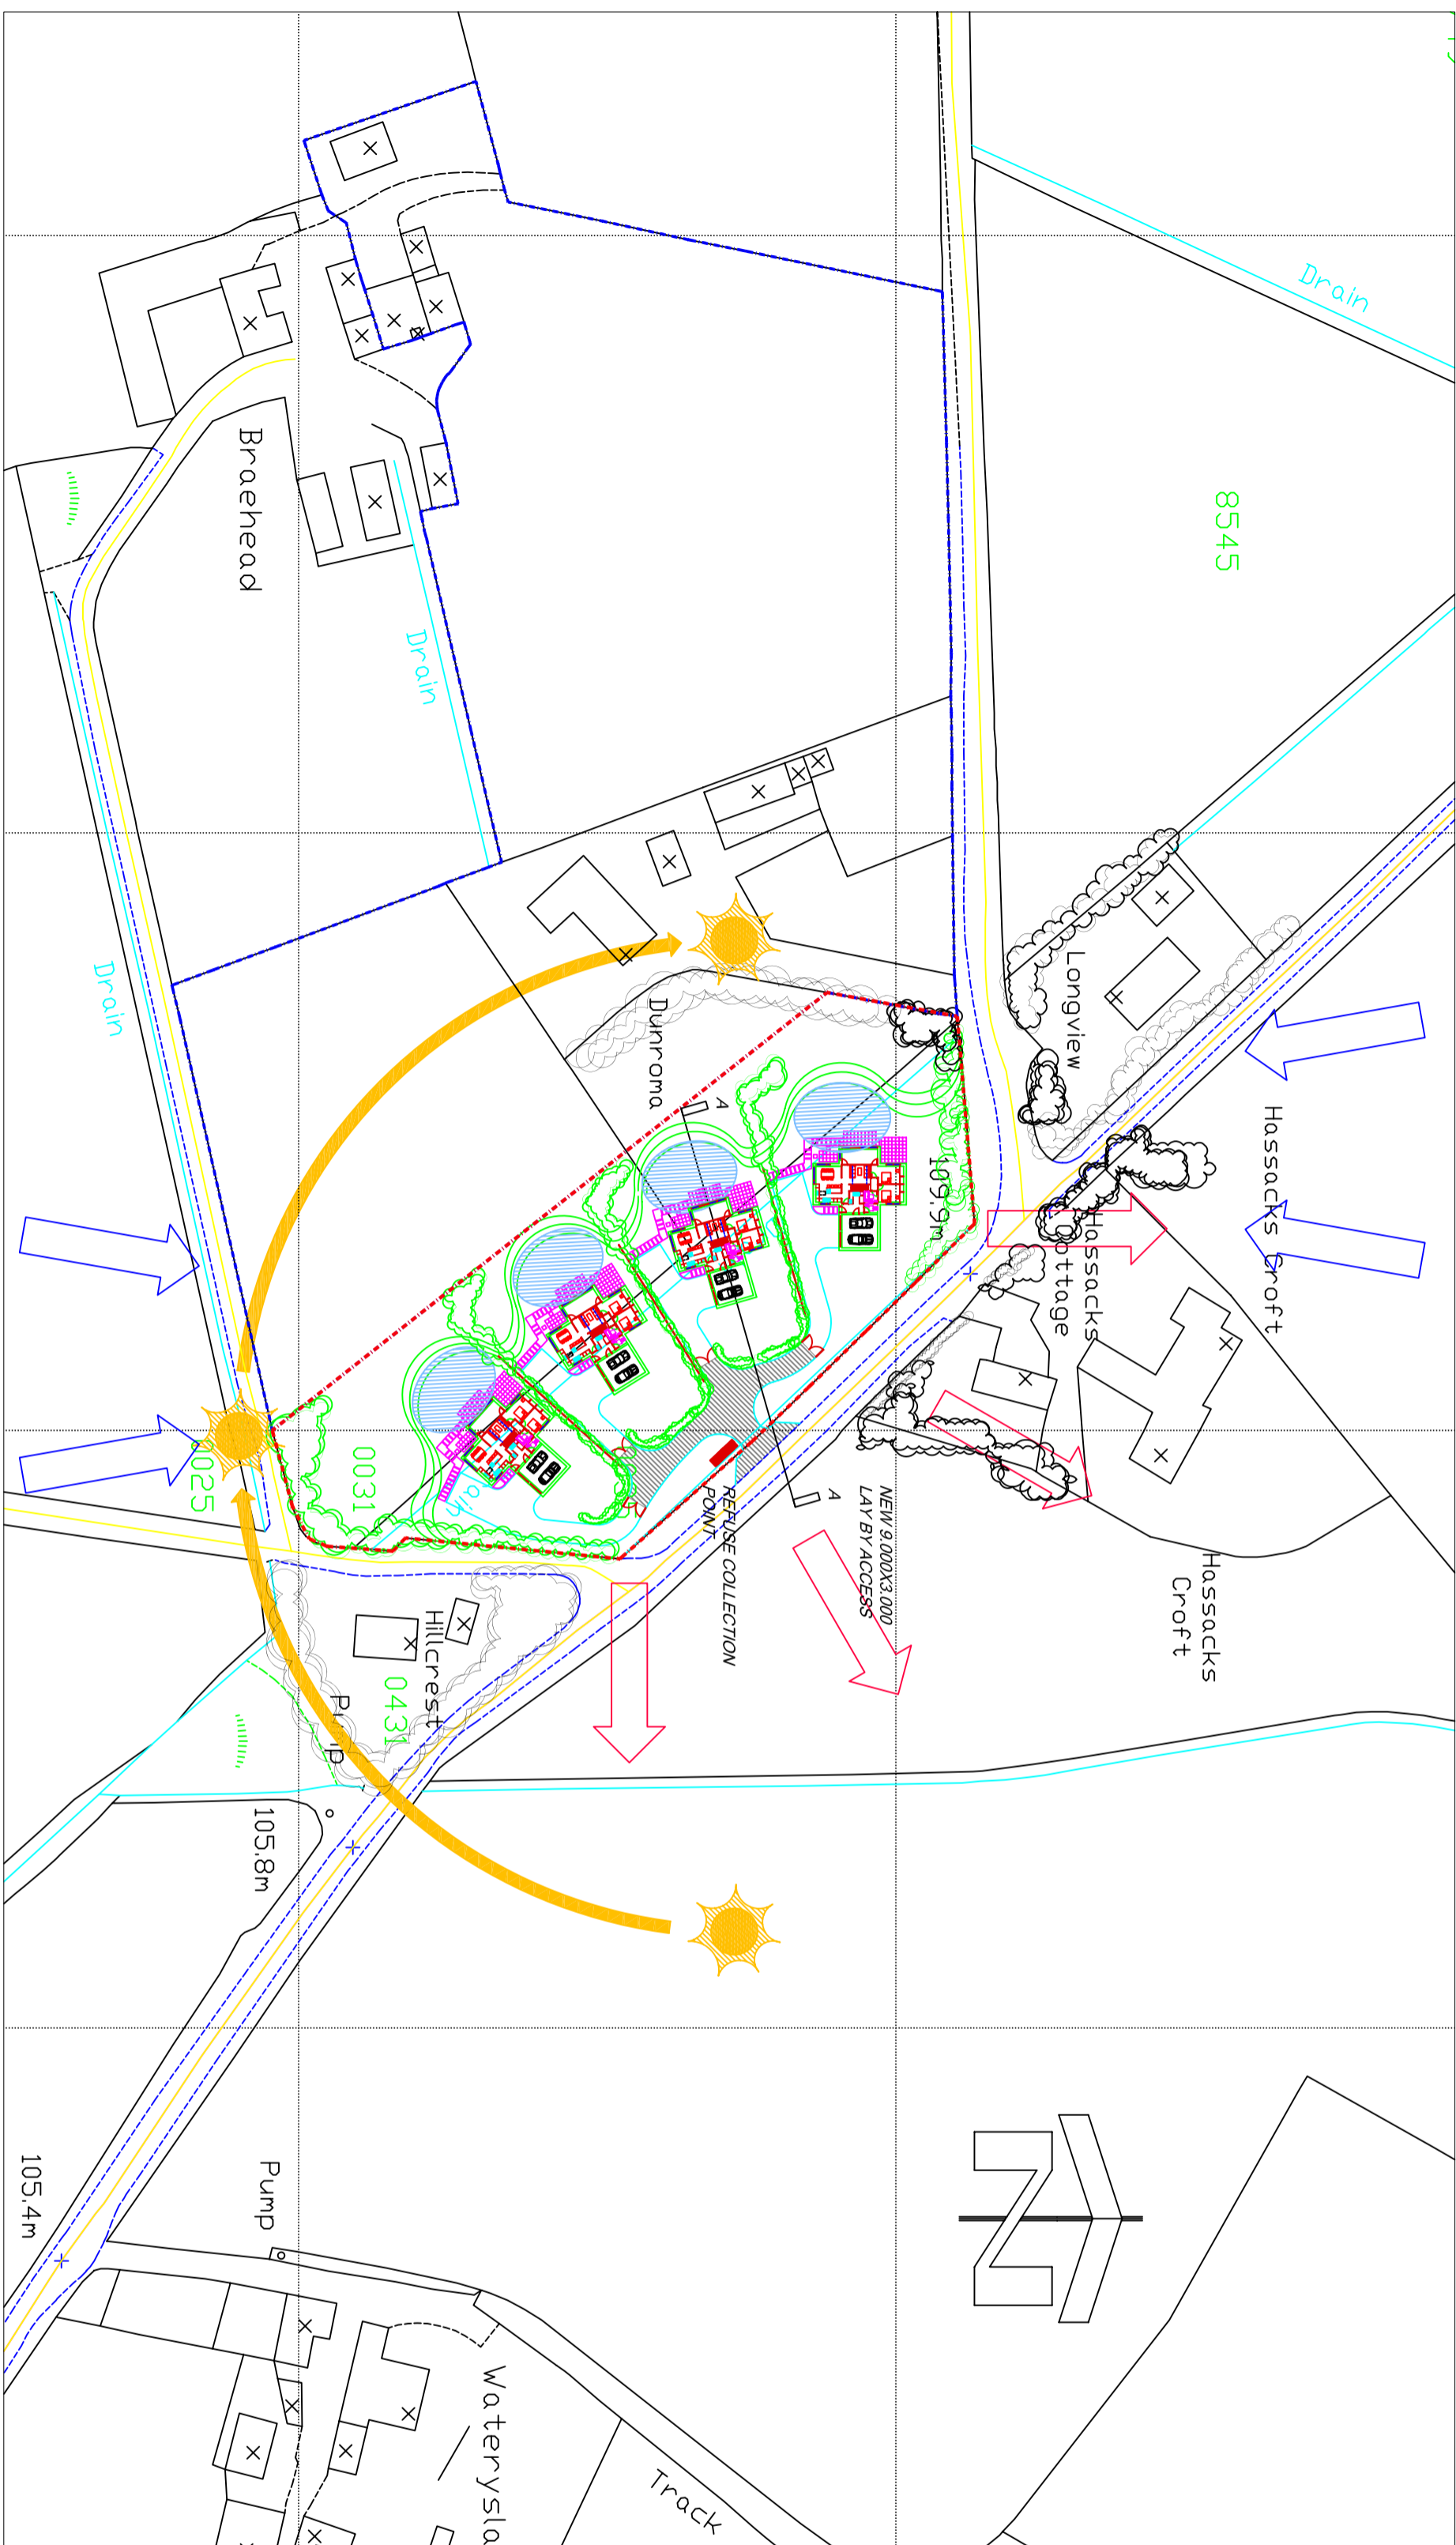 Drain
8545
Braehead
Drain
Drain
Longview
Dunroma
Hassacks Croft
Hassacks
Cottage
109.9m
A
A
NEW 9.000X3.000
LAY BY ACCESS
REFUSE COLLECTION
POINT
0031
0025
Hassacks
Croft
Hillcrest
0431
Pump
105.8m
Pump
105.4m
Track
N